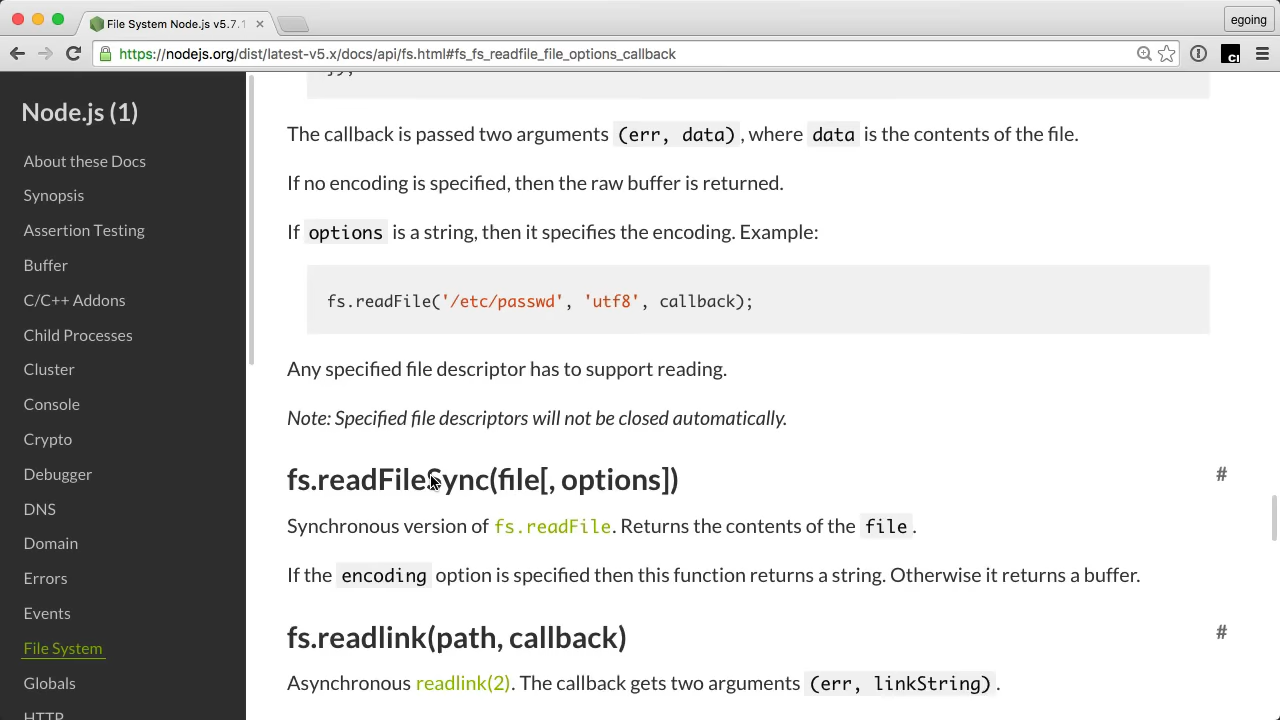 File System Node.js v5.7.1
egoing
https://nodejs.org/dist/latest-v5.x/docs/api/fs.html#fs_fs_readfile_file_options_callback
Node.js (1)
About these Docs
Synopsis
Assertion Testing
Buffer
C/C++ Addons
Child Processes
Cluster
Console
Crypto
Debugger
DNS
Domain
Errors
Events
File System
Globals
HTTP
});
The callback is passed two arguments (err, data), where data is the contents of the file.
If no encoding is specified, then the raw buffer is returned.
If options is a string, then it specifies the encoding. Example:
fs.readFile('/etc/passwd', 'utf8', callback);
Any specified file descriptor has to support reading.
Note: Specified file descriptors will not be closed automatically.
fs.readFileSync(file[, options])
#
Synchronous version of fs.readFile. Returns the contents of the file.
If the encoding option is specified then this function returns a string. Otherwise it returns a buffer.
fs.readlink(path, callback)
#
Asynchronous readlink(2). The callback gets two arguments (err, linkString).